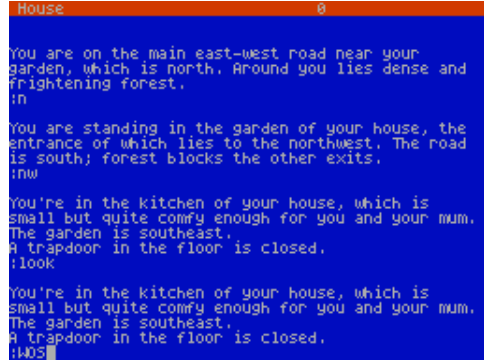 House 0
You are on the main east-west road near your
garden, which is north. Around you lies dense and
frightening forest.
:n
You are standing in the garden of your house, the
entrance of which lies to the northwest. The road
is south; forest blocks the other exits.
:nw
You're in the kitchen of your house, which is
small but quite comfy enough for you and your mum.
The garden is southeast.
A trapdoor in the floor is closed.
:look
You're in the kitchen of your house, which is
small but quite comfy enough for you and your mum.
The garden is southeast.
A trapdoor in the floor is closed.
:WOS